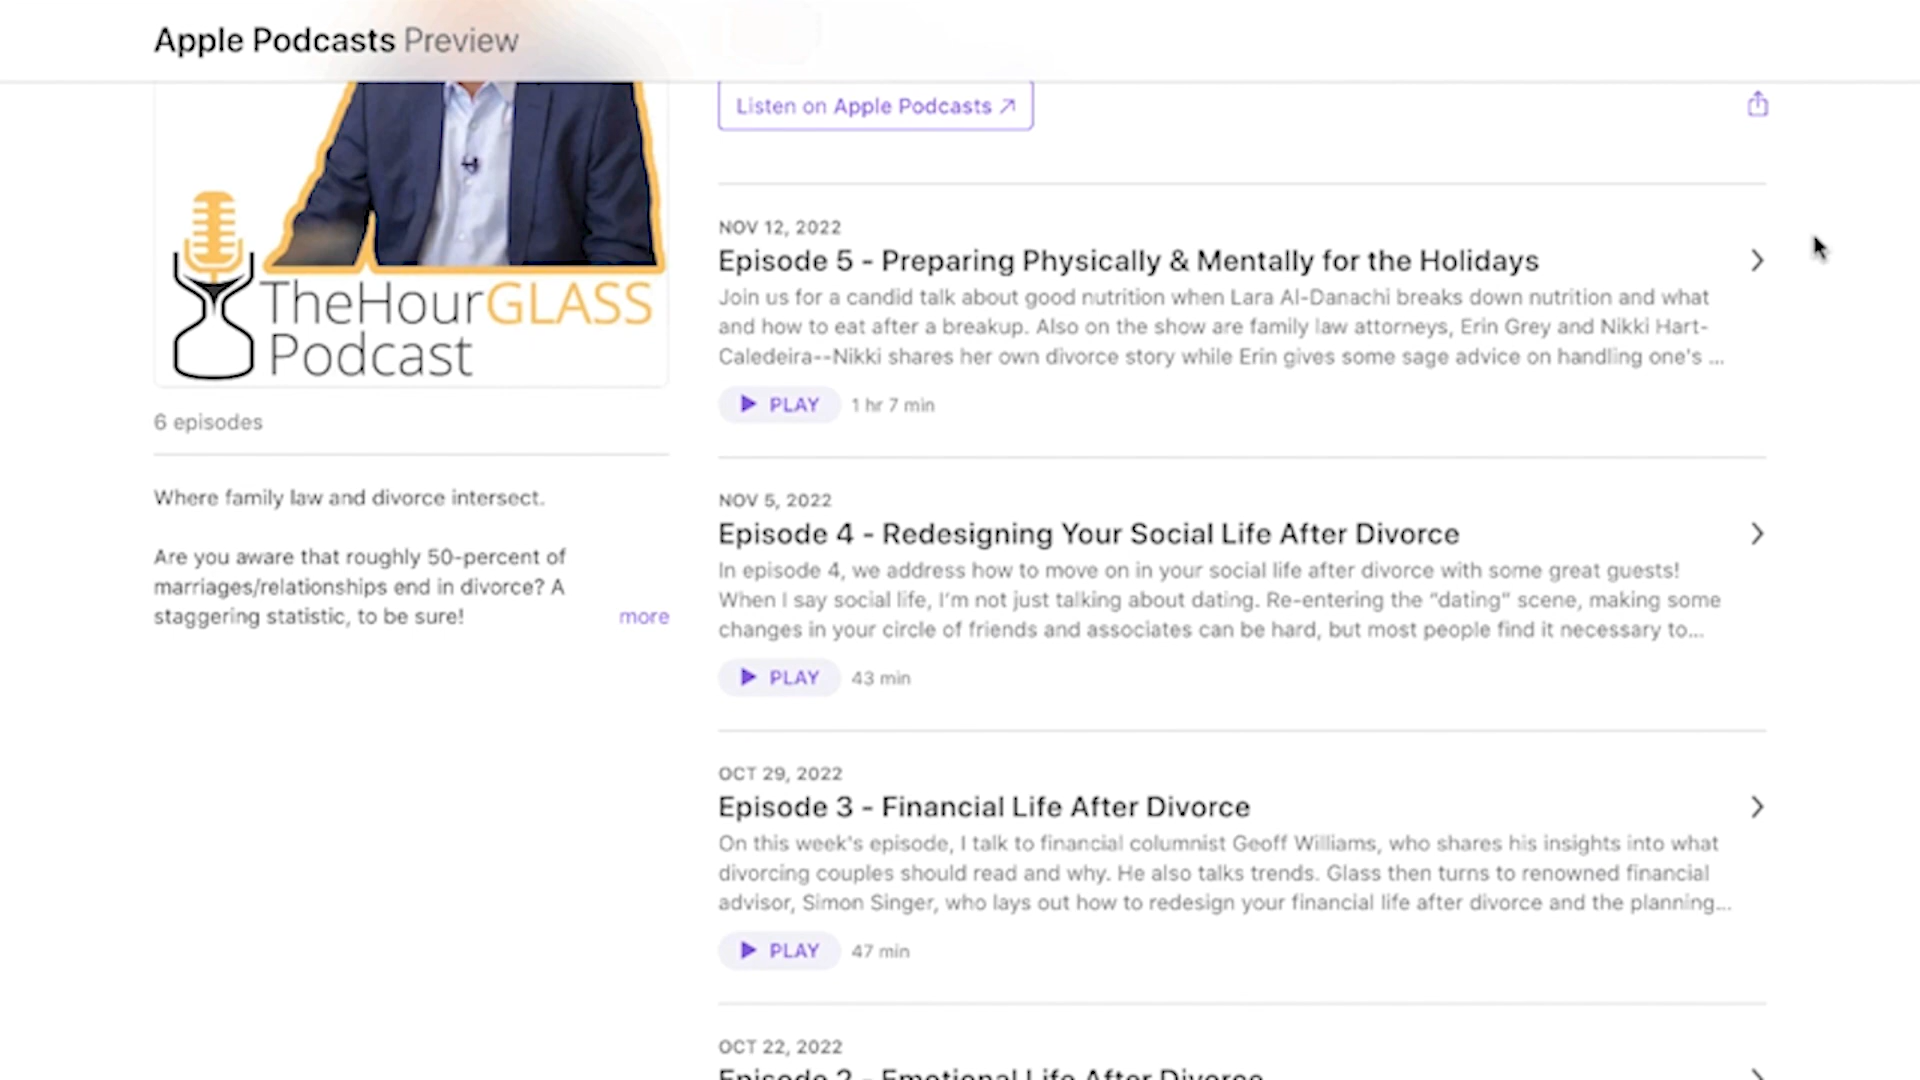 Apple Podcasts Preview
Listen on Apple Podcasts
TheHourGLASS
Podcast
6 episodes
Where family law and divorce intersect.
Are you aware that roughly 50-percent of
marriages/relationships end in divorce? A
staggering statistic, to be sure!
more
NOV 12, 2022
Episode 5 - Preparing Physically & Mentally for the Holidays
Join us for a candid talk about good nutrition when Lara Al-Danachi breaks down nutrition and what
and how to eat after a breakup. Also on the show are family law attorneys, Erin Grey and Nikki Hart-
Caledeira--Nikki shares her own divorce story while Erin gives some sage advice on handling one's ...
PLAY 1 hr 7 min
NOV 5, 2022
Episode 4 - Redesigning Your Social Life After Divorce
In episode 4, we address how to move on in your social life after divorce with some great guests!
When I say social life, I'm not just talking about dating. Re-entering the "dating" scene, making some
changes in your circle of friends and associates can be hard, but most people find it necessary to...
PLAY 43 min
OCT 29, 2022
Episode 3 - Financial Life After Divorce
On this week's episode, I talk to financial columnist Geoff Williams, who shares his insights into what
divorcing couples should read and why. He also talks trends. Glass then turns to renowned financial
advisor, Simon Singer, who lays out how to redesign your financial life after divorce and the planning...
PLAY 47 min
OCT 22, 2022
Episode 2 - Emotional Life After Divorce